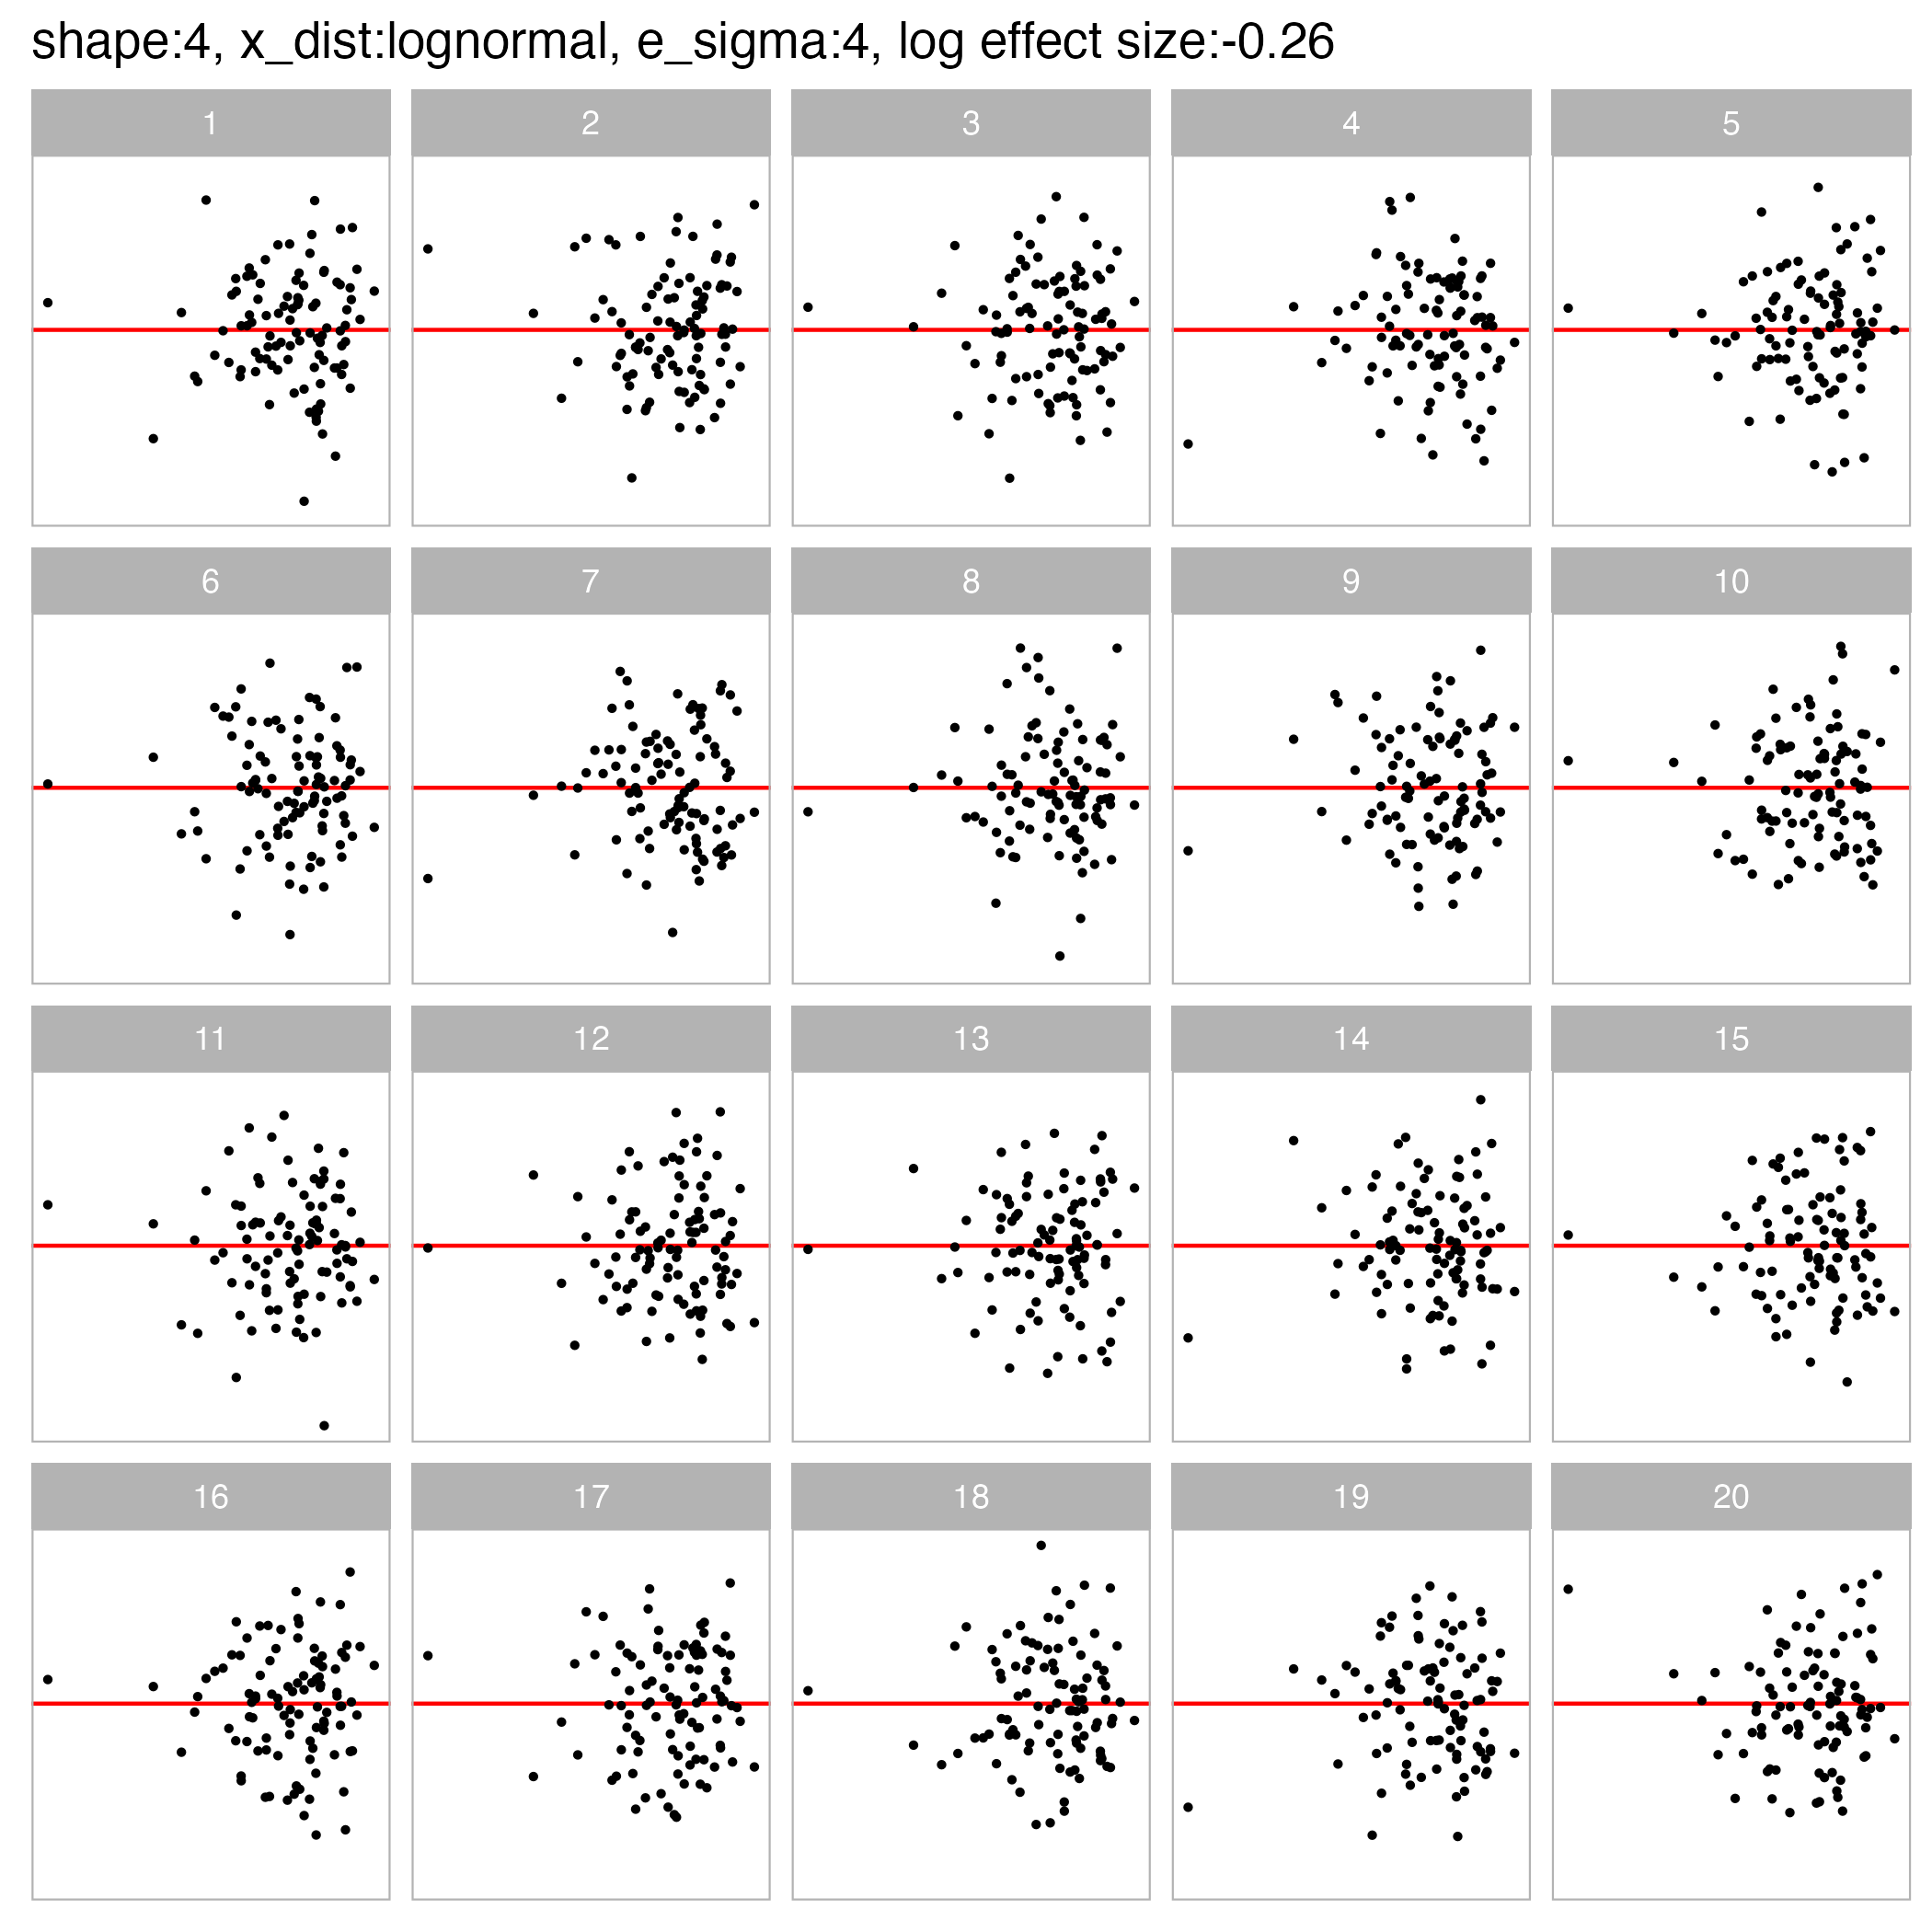 shape:4, x_dist:lognormal, e_sigma:4, log effect size:-0.26
1 2 3 4 5
6 7 8 9 10
11 12 13 14 15
16 17 18 19 20